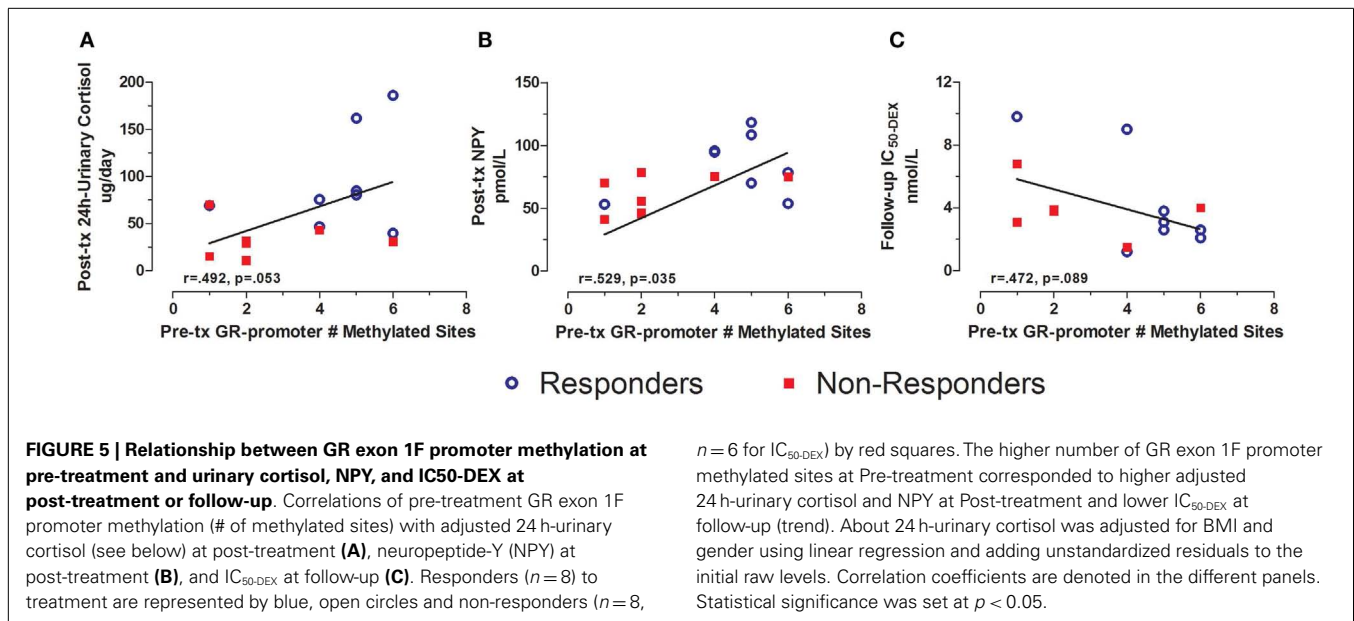 A
B
C
Post-tx 24h-Urinary Cortisol
ug/day
200
150
100
50
0
r=.492, p=.053
0 2 4 6 8
Pre-tx GR-promoter # Methylated Sites
Post-tx NPY
pmol/L
150
100
50
0
r=.529, p=.035
0 2 4 6 8
Pre-tx GR-promoter # Methylated Sites
Follow-up IC50-DEX
nmol/L
12
8
4
0
r=.472, p=.089
0 2 4 6 8
Pre-tx GR-promoter # Methylated Sites
Responders
Non-Responders
FIGURE 5 | Relationship between GR exon 1F promoter methylation at
pre-treatment and urinary cortisol, NPY, and IC50-DEX at
post-treatment or follow-up. Correlations of pre-treatment GR exon 1F
promoter methylation (# of methylated sites) with adjusted 24 h-urinary
cortisol (see below) at post-treatment (A), neuropeptide-Y (NPY) at
post-treatment (B), and IC50-DEX at follow-up (C). Responders (n = 8) to
treatment are represented by blue, open circles and non-responders (n = 8,
n = 6 for IC50-DEX) by red squares. The higher number of GR exon 1F promoter
methylated sites at Pre-treatment corresponded to higher adjusted
24 h-urinary cortisol and NPY at Post-treatment and lower IC50-DEX at
follow-up (trend). About 24 h-urinary cortisol was adjusted for BMI and
gender using linear regression and adding unstandardized residuals to the
initial raw levels. Correlation coefficients are denoted in the different panels.
Statistical significance was set at p < 0.05.